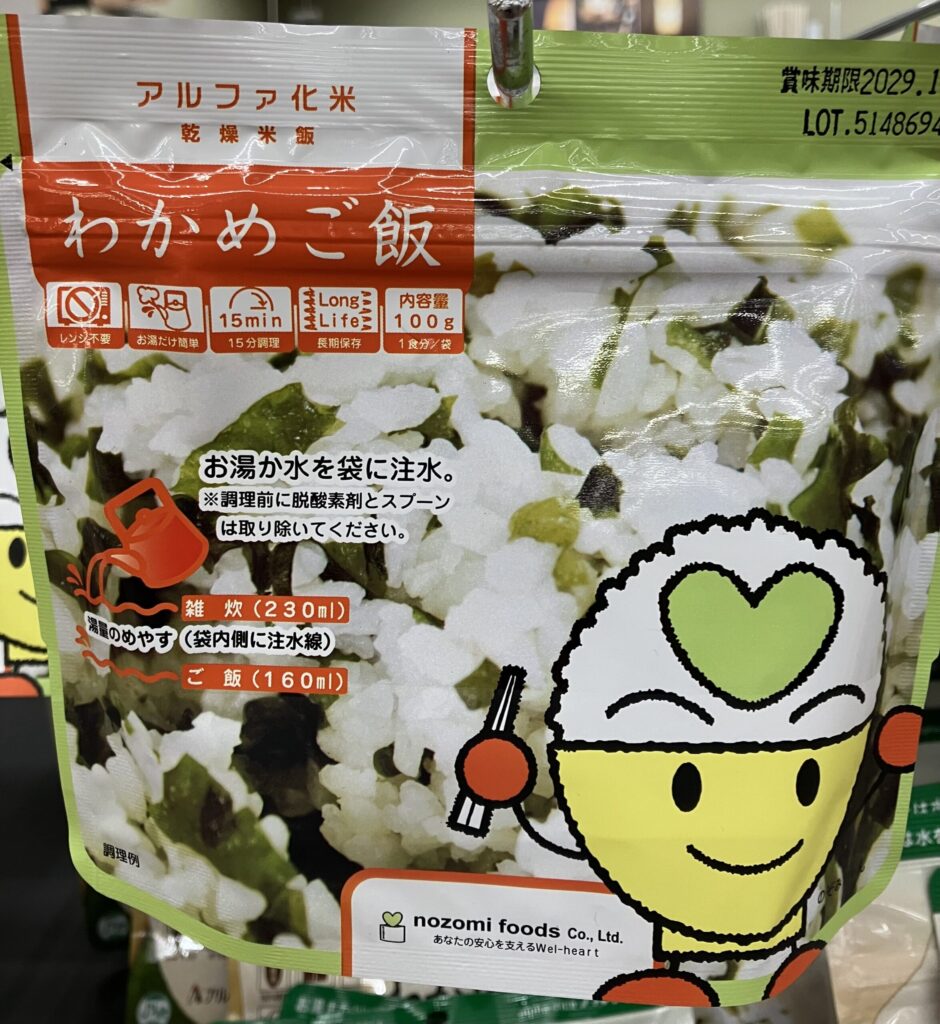 アルファ化米
乾燥米飯
賞味期限2029.1
LOT.5148694
わかめご飯
レンジ不要
お湯だけ簡単
15min
15分調理
Long
Life
長期保存
内容量
100g
1食分/袋
お湯か水を袋に注水。
※調理前に脱酸素剤とスプーン
は取り除いてください。
雑 炊(230ml)
湯量のめやす(袋内側に注水線)
ご 飯(160ml)
調理例
nozomi foods Co., Ltd.
あなたの安心を支えるWel-heart